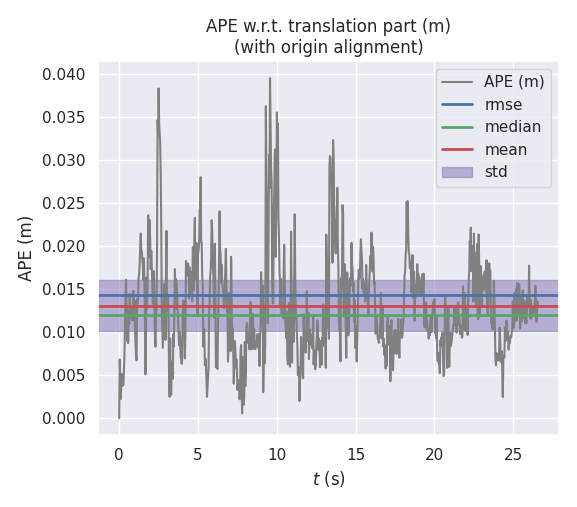 APE w.r.t. translation part (m)
(with origin alignment)
APE (m)
rmse
median
mean
std
APE (m)
0.040
0.035
0.030
0.025
0.020
0.015
0.010
0.005
0.000
0 5 10 15 20 25
t (s)